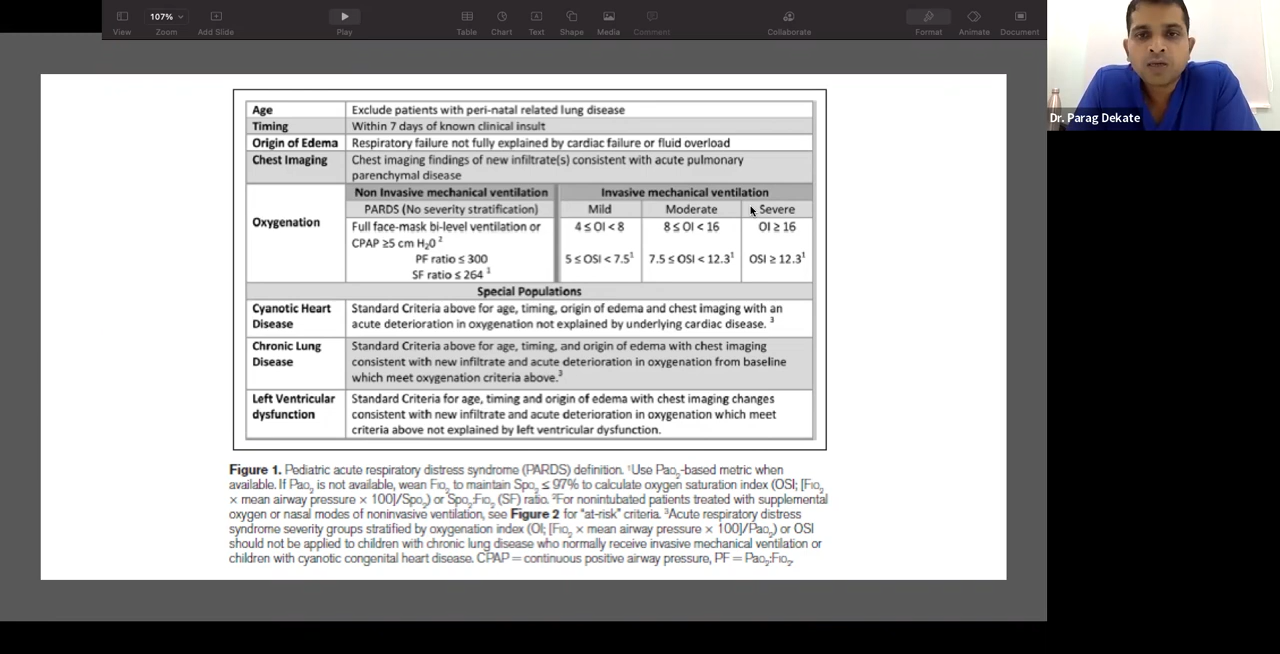 107%
View
Zoom
Add Slide
Play
Table
Chart
Text
Shape
Media
Comment
Collaborate
Format
Animate
Document
Dr. Parag Dekate
Age
Exclude patients with peri-natal related lung disease
Timing
Within 7 days of known clinical insult
Origin of Edema
Respiratory failure not fully explained by cardiac failure or fluid overload
Chest Imaging
Chest imaging findings of new infiltrate(s) consistent with acute pulmonary
parenchymal disease
Oxygenation
Non Invasive mechanical ventilation
Invasive mechanical ventilation
PARDS (No severity stratification)
Mild
Moderate
Severe
Full face-mask bi-level ventilation or
CPAP ≥5 cm H₂0 ²
PF ratio ≤ 300
SF ratio ≤ 264 ¹
4 ≤ OI < 8
8 ≤ OI < 16
OI ≥ 16
5 ≤ OSI < 7.5¹
7.5 ≤ OSI < 12.3¹
OSI ≥ 12.3¹
Special Populations
Cyanotic Heart
Disease
Standard Criteria above for age, timing, origin of edema and chest imaging with an
acute deterioration in oxygenation not explained by underlying cardiac disease. ³
Chronic Lung
Disease
Standard Criteria above for age, timing, and origin of edema with chest imaging
consistent with new infiltrate and acute deterioration in oxygenation from baseline
which meet oxygenation criteria above.³
Left Ventricular
dysfunction
Standard Criteria for age, timing and origin of edema with chest imaging changes
consistent with new infiltrate and acute deterioration in oxygenation which meet
criteria above not explained by left ventricular dysfunction.
Figure 1. Pediatric acute respiratory distress syndrome (PARDS) definition. ¹Use Pao₂-based metric when
available. If Pao₂ is not available, wean Fio₂ to maintain Spo₂ ≤ 97% to calculate oxygen saturation index (OSI; [Fio₂
× mean airway pressure × 100]/Spo₂) or Spo₂:Fio₂ (SF) ratio. ²For nonintubated patients treated with supplemental
oxygen or nasal modes of noninvasive ventilation, see Figure 2 for "at-risk" criteria. ³Acute respiratory distress
syndrome severity groups stratified by oxygenation index (OI; [Fio₂ × mean airway pressure × 100]/Pao₂) or OSI
should not be applied to children with chronic lung disease who normally receive invasive mechanical ventilation or
children with cyanotic congenital heart disease. CPAP = continuous positive airway pressure, PF = Pao₂:Fio₂.